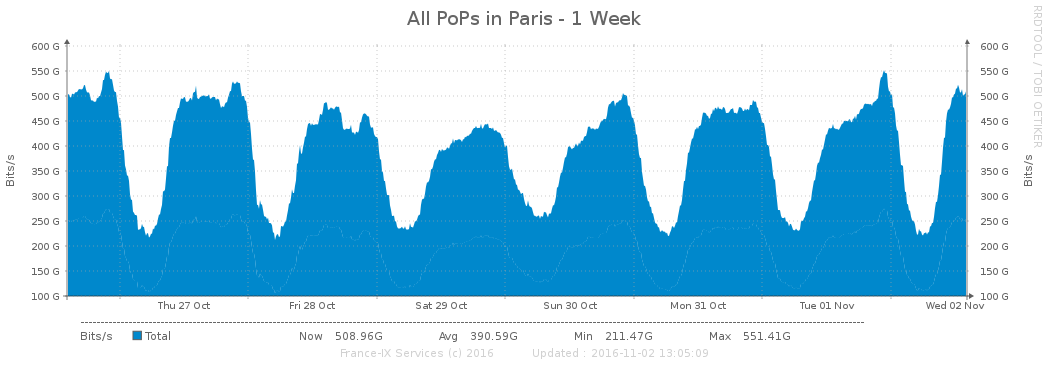 All PoPs in Paris - 1 Week
RRDTOOL / TOBI OETIKER
Bits/s
600 G
550 G
500 G
450 G
400 G
350 G
300 G
250 G
200 G
150 G
100 G
600 G
550 G
500 G
450 G
400 G
350 G
300 G
250 G
200 G
150 G
100 G
Bits/s
Thu 27 Oct Fri 28 Oct Sat 29 Oct Sun 30 Oct Mon 31 Oct Tue 01 Nov Wed 02 Nov
Bits/s Total Now 508.96G Avg 390.59G Min 211.47G Max 551.41G
France-IX Services (c) 2016 Updated : 2016-11-02 13:05:09